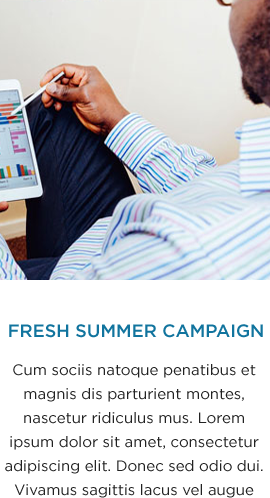 FRESH SUMMER CAMPAIGN
Cum sociis natoque penatibus et
magnis dis parturient montes,
nascetur ridiculus mus. Lorem
ipsum dolor sit amet, consectetur
adipiscing elit. Donec sed odio dui.
Vivamus sagittis lacus vel augue